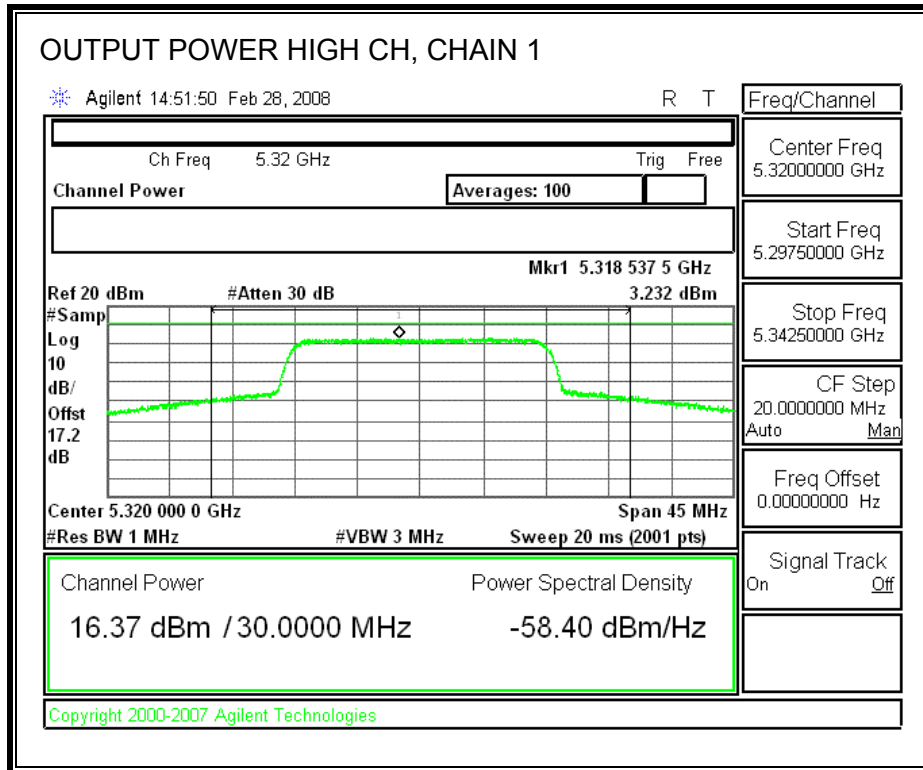 OUTPUT POWER HIGH CH, CHAIN 1
Agilent 14:51:50 Feb 28, 2008 R T
Ch Freq 5.32 GHz Trig Free
Channel Power Averages: 100
Mkr1 5.318 537 5 GHz
Ref 20 dBm #Atten 30 dB 3.232 dBm
#Samp
Log
10
dB/
Offst
17.2
dB
1
Center 5.320 000 0 GHz Span 45 MHz
#Res BW 1 MHz #VBW 3 MHz Sweep 20 ms (2001 pts)
Channel Power Power Spectral Density
16.37 dBm / 30.0000 MHz -58.40 dBm/Hz
Copyright 2000-2007 Agilent Technologies
Freq/Channel
Center Freq
5.32000000 GHz
Start Freq
5.29750000 GHz
Stop Freq
5.34250000 GHz
CF Step
20.0000000 MHz
Auto Man
Freq Offset
0.00000000 Hz
Signal Track
On Off